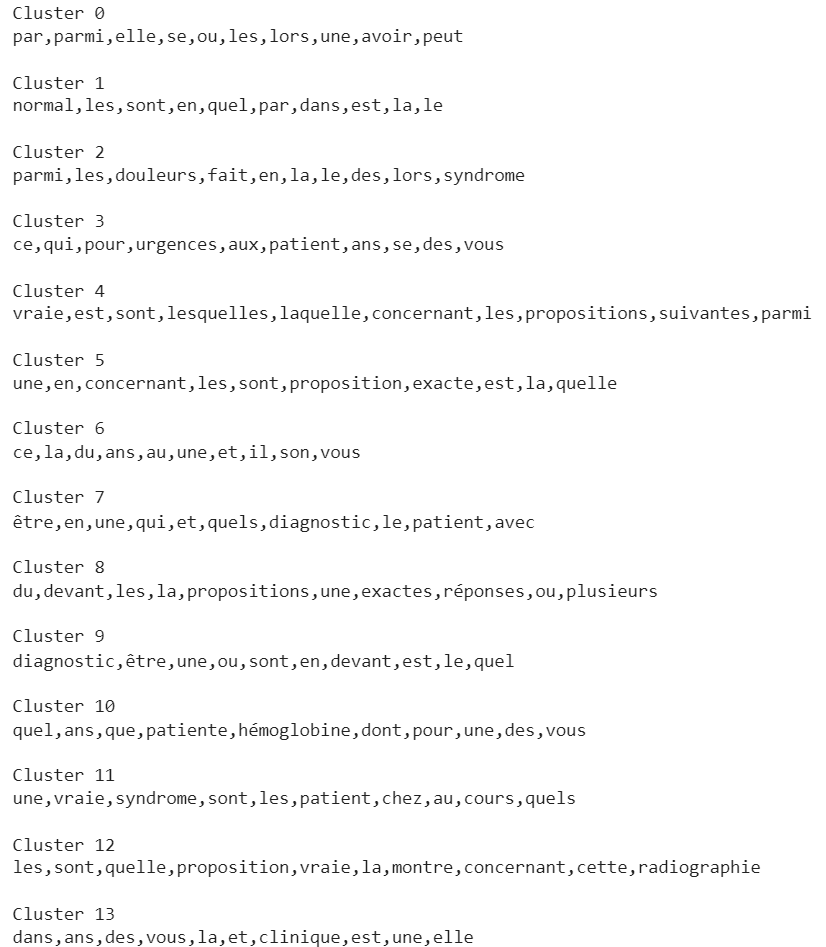 Cluster 0
par,parmi,elle,se,ou,les,lors,une,avoir,peut
Cluster 1
normal,les,sont,en,quel,par,dans,est,la,le
Cluster 2
parmi,les,douleurs,fait,en,la,le,des,lors,syndrome
Cluster 3
ce,qui,pour,urgences,aux,patient,ans,se,des,vous
Cluster 4
vraie,est,sont,lesquelles,laquelle,concernant,les,propositions,suivantes,parmi
Cluster 5
une,en,concernant,les,sont,proposition,exacte,est,la,quelle
Cluster 6
ce,la,du,ans,au,une,et,il,son,vous
Cluster 7
être,en,une,qui,et,quels,diagnostic,le,patient,avec
Cluster 8
du,devant,les,la,propositions,une,exactes,réponses,ou,plusieurs
Cluster 9
diagnostic,être,une,ou,sont,en,devant,est,le,quel
Cluster 10
quel,ans,que,patiente,hémoglobine,dont,pour,une,des,vous
Cluster 11
une,vraie,syndrome,sont,les,patient,chez,au,cours,quels
Cluster 12
les,sont,quelle,proposition,vraie,la,montre,concernant,cette,radiographie
Cluster 13
dans,ans,des,vous,la,et,clinique,est,une,elle